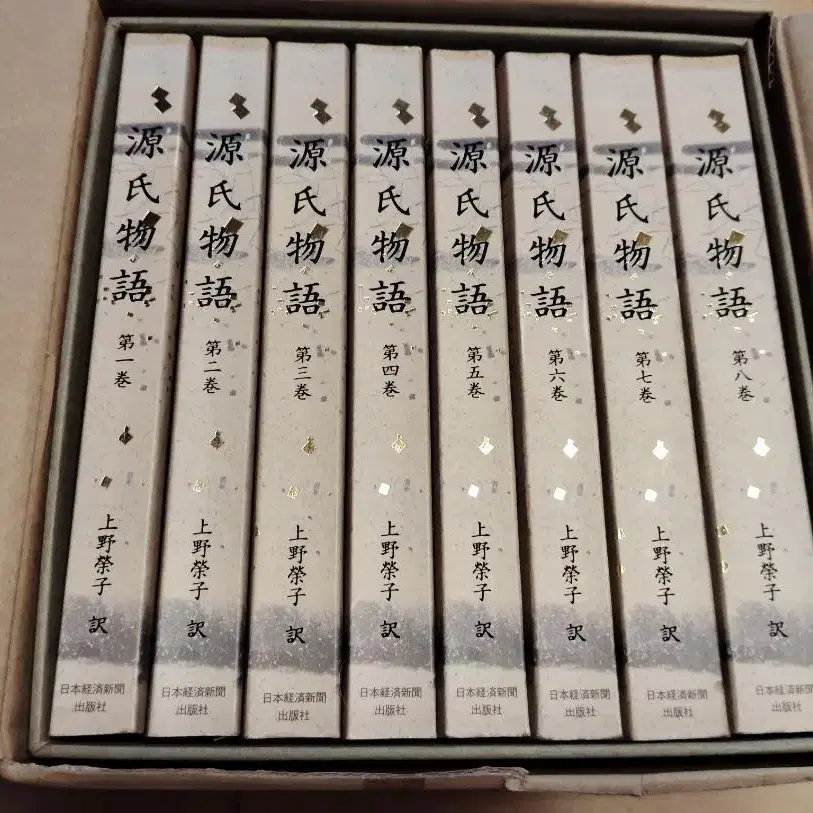 源氏物語
第一巻
上野榮子 訳
日本経済新聞
出版社
源氏物語
第二巻
上野榮子 訳
日本経済新聞
出版社
源氏物語
第三巻
上野榮子 訳
日本経済新聞
出版社
源氏物語
第四巻
上野榮子 訳
日本経済新聞
出版社
源氏物語
第五巻
上野榮子 訳
日本経済新聞
出版社
源氏物語
第六巻
上野榮子 訳
日本経済新聞
出版社
源氏物語
第七巻
上野榮子 訳
日本経済新聞
出版社
源氏物語
第八巻
上野榮子 訳
日本経済新聞
出版社